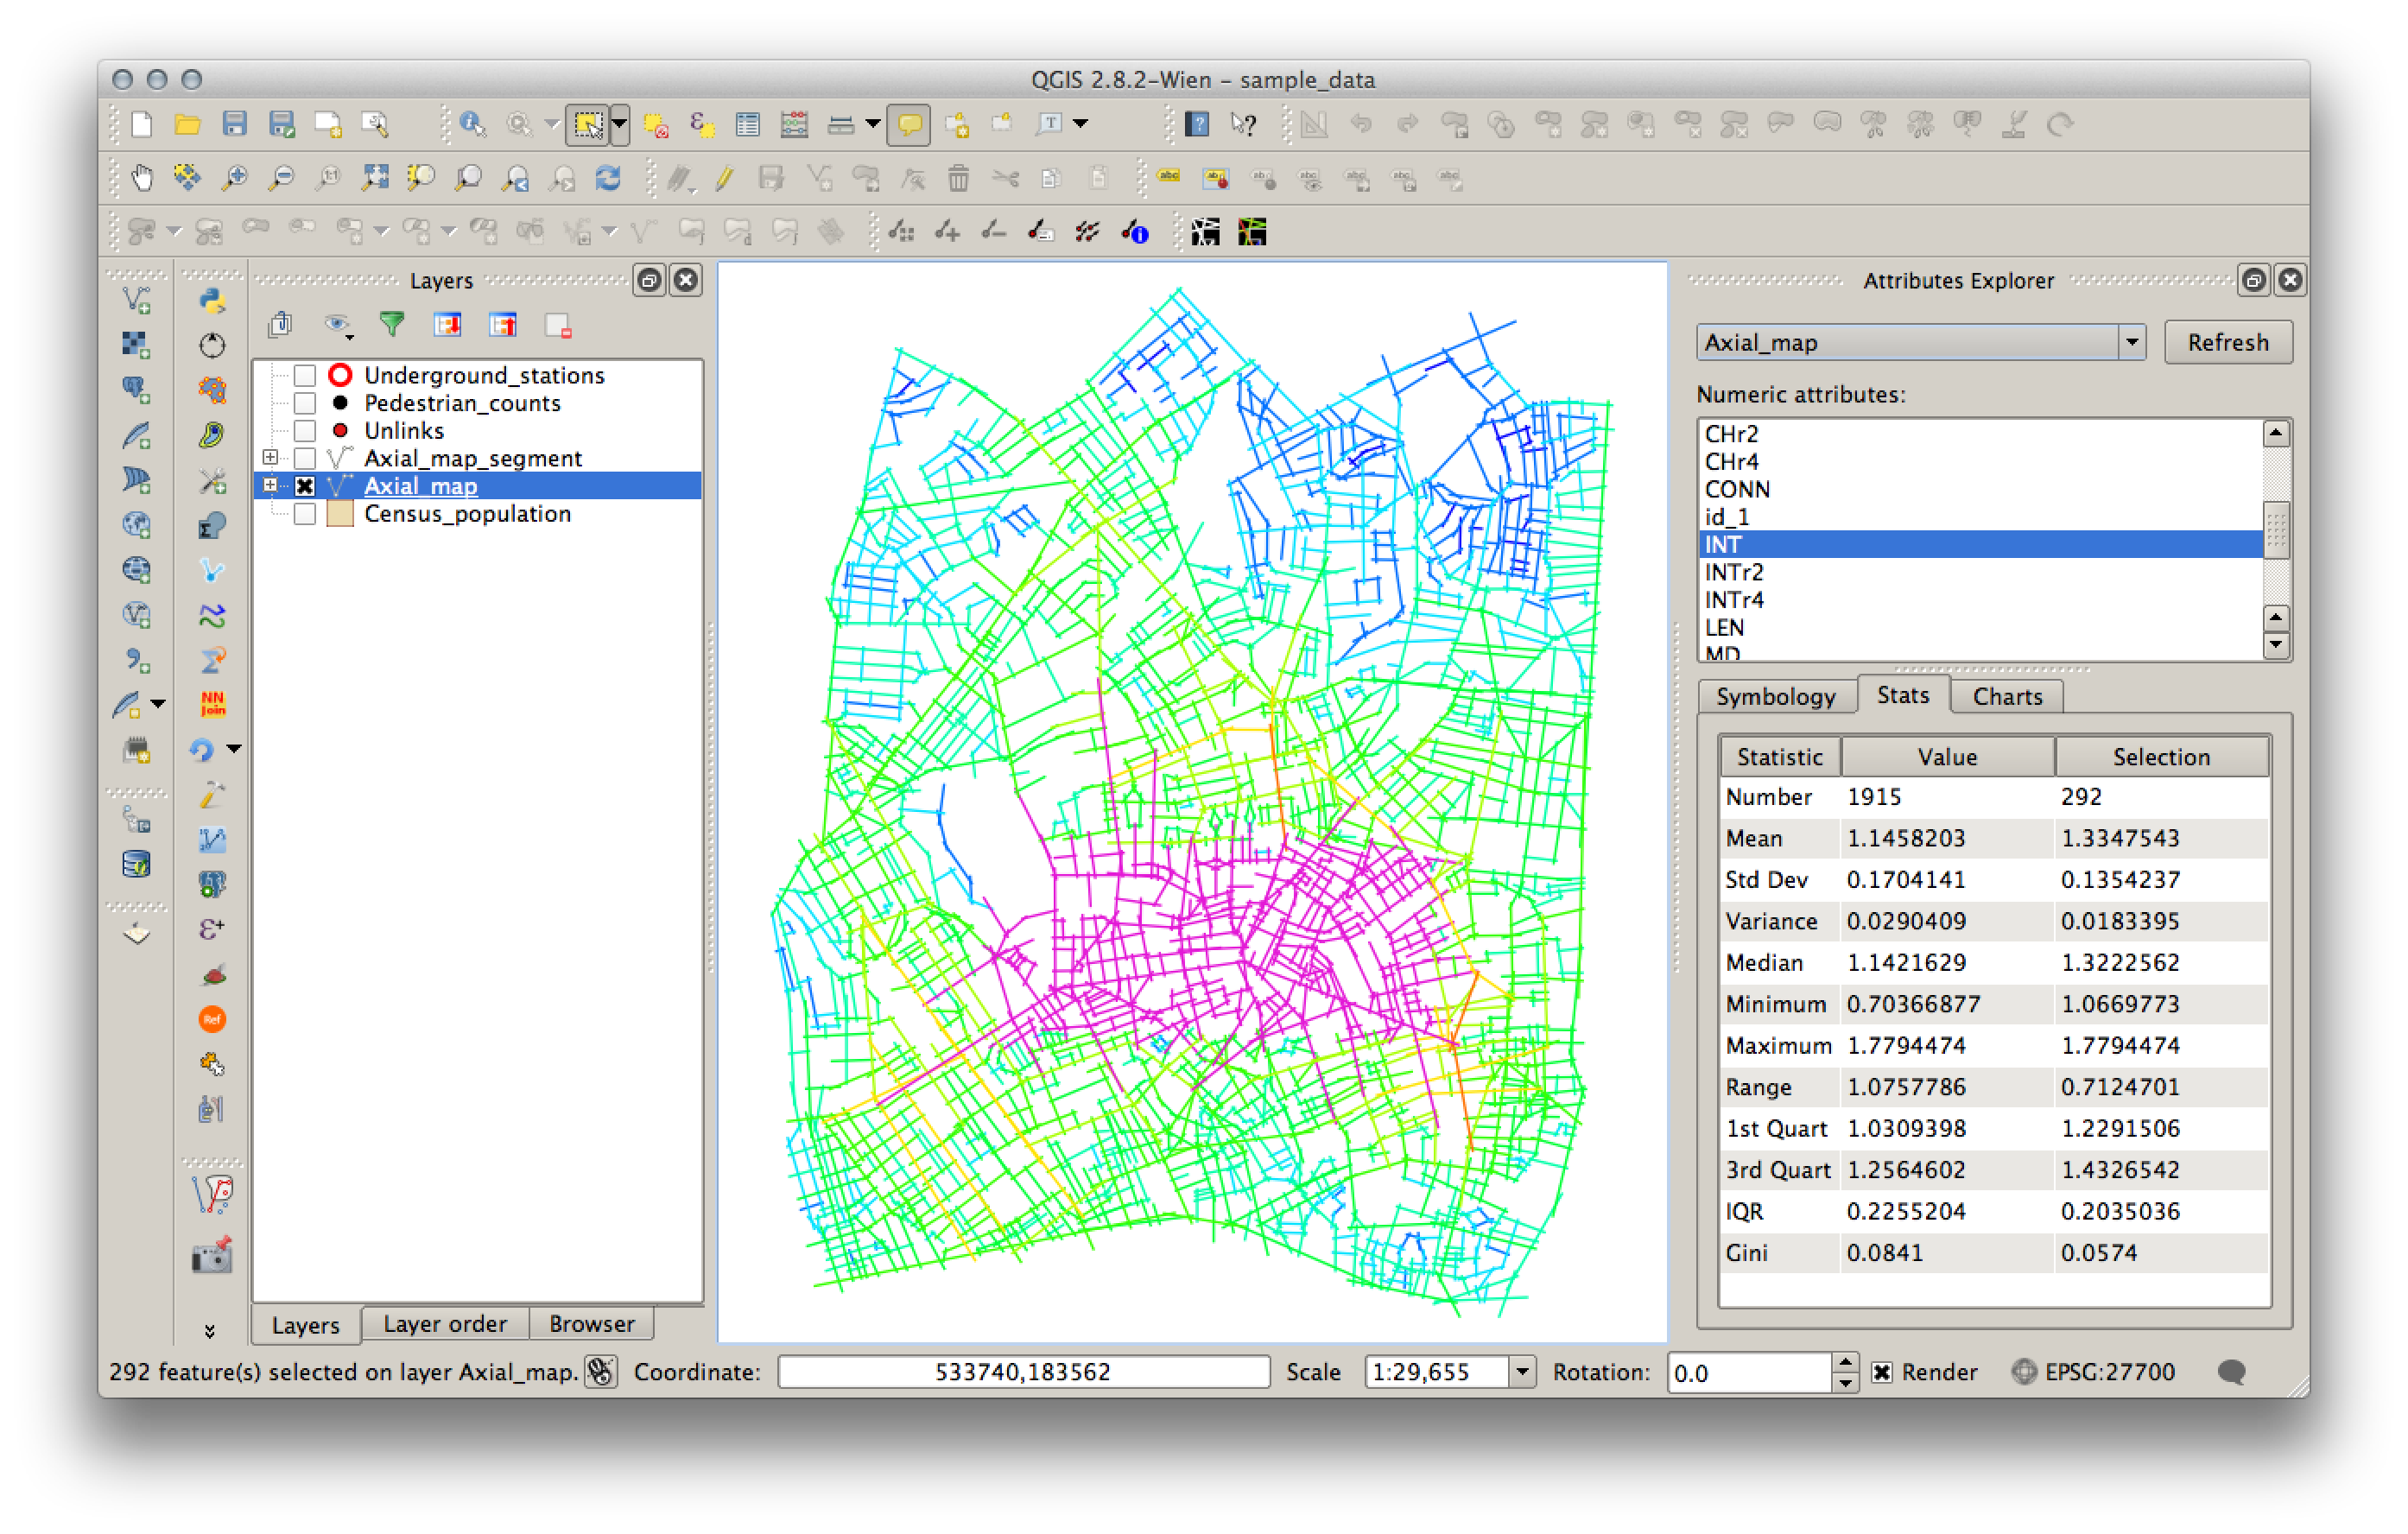 QGIS 2.8.2-Wien - sample_data
Layers
Underground_stations
Pedestrian_counts
Unlinks
Axial_map_segment
Axial_map
Census_population
NN
Join
Ref
Layers Layer order Browser
Attributes Explorer
Axial_map Refresh
Numeric attributes:
CHr2
CHr4
CONN
id_1
INT
INTr2
INTr4
LEN
MD
Symbology Stats Charts
Statistic Value Selection
Number 1915 292
Mean 1.1458203 1.3347543
Std Dev 0.1704141 0.1354237
Variance 0.0290409 0.0183395
Median 1.1421629 1.3222562
Minimum 0.70366877 1.0669773
Maximum 1.7794474 1.7794474
Range 1.0757786 0.7124701
1st Quart 1.0309398 1.2291506
3rd Quart 1.2564602 1.4326542
IQR 0.2255204 0.2035036
Gini 0.0841 0.0574
292 feature(s) selected on layer Axial_map. Coordinate: 533740,183562 Scale 1:29,655 Rotation: 0.0 Render EPSG:27700